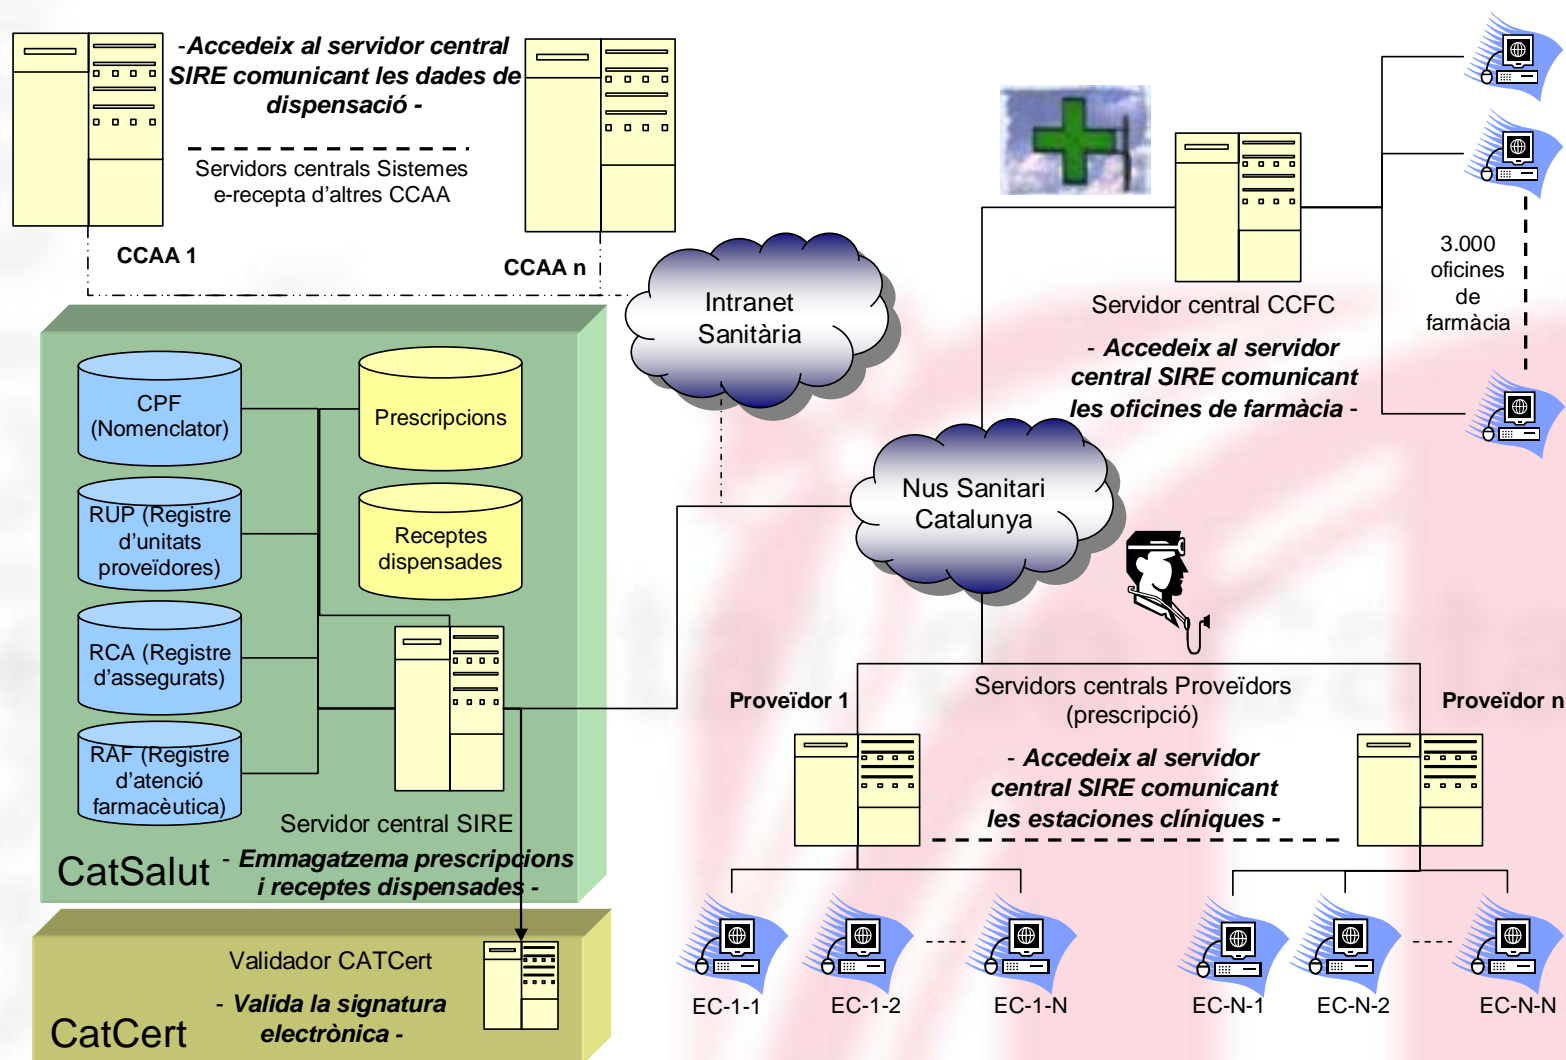 -Accedeix al servidor central
SIRE comunicant les dades de
dispensació -
Servidors centrals Sistemes
e-recepta d'altres CCAA
CCAA 1
CCAA n
Intranet
Sanitària
Servidor central CCFC
- Accedeix al servidor
central SIRE comunicant
les oficines de farmàcia -
3.000
oficines
de
farmàcia
CPF
(Nomenclator)
Prescripcions
RUP (Registre
d'unitats
proveïdores)
Receptes
dispensades
RCA (Registre
d'assegurats)
RAF (Registre
d'atenció
farmacèutica)
Servidor central SIRE
- Emmagatzema prescripcions
i receptes dispensades -
CatSalut
Nus Sanitari
Catalunya
Proveïdor 1
Servidors centrals Proveïdors
(prescripció)
Proveïdor n
- Accedeix al servidor
central SIRE comunicant
les estaciones clíniques -
EC-1-1
EC-1-2
EC-1-N
EC-N-1
EC-N-2
EC-N-N
Validador CATCert
- Valida la signatura
electrònica -
CatCert